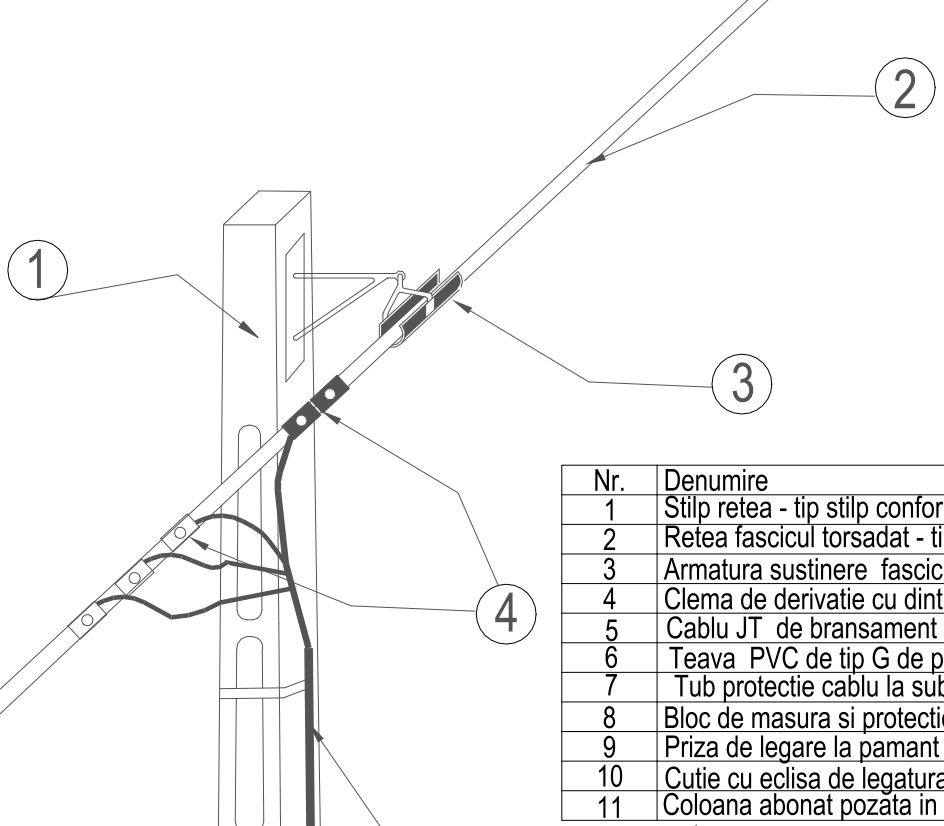 2
1
3
4
Nr. Denumire
1 Stilp retea - tip stilp confor
2 Retea fascicul torsadat - ti
3 Armatura sustinere fascic
4 Clema de derivatie cu dint
5 Cablu JT de bransament
6 Teava PVC de tip G de p
7 Tub protectie cablu la sub
8 Bloc de masura si protectie
9 Priza de legare la pamant
10 Cutie cu eclisa de legatura
11 Coloana abonat pozata in